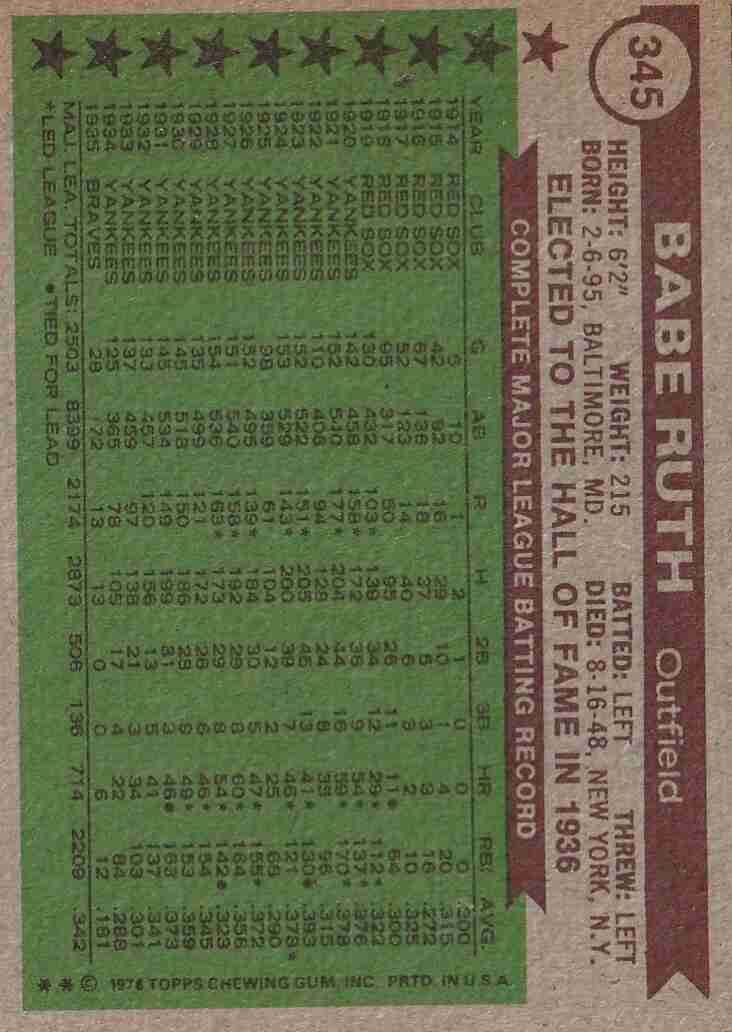 345
BABE RUTH Outfield
HEIGHT: 6'2" WEIGHT: 215 BATTED: LEFT THREW: LEFT
BORN: 2-6-95, BALTIMORE, MD. DIED: 8-16-48, NEW YORK, N.Y.
ELECTED TO THE HALL OF FAME IN 1936
COMPLETE MAJOR LEAGUE BATTING RECORD
YEAR CLUB G AB R H 2B 3B HR RBI AVG.
1914 RED SOX 5 10 1 2 1 0 0 0 .200
1915 RED SOX 42 92 16 29 10 1 4 20 .315
1916 RED SOX 67 136 18 37 5 3 3 16 .272
1917 RED SOX 52 123 14 40 6 3 2 10 .325
1918 RED SOX 95 317 50 95 26 11 11• 64 .300
1919 RED SOX 130 432 103* 139 34 12 29* 112* .322
1920 YANKEES 142 458 158* 172 36 9 54* 137* .376
1921 YANKEES 152 540 177* 204 44 16 59* 170* .378
1922 YANKEES 110 406 94 128 24 8 35 96 .315
1923 YANKEES 152 522 151* 205 45 13 41* 130• .393
1924 YANKEES 153 529 143* 200 39 7 46* 121 .378*
1925 YANKEES 98 359 61 104 12 2 25 66 .290
1926 YANKEES 152 495 139* 184 30 5 47* 155* .372
1927 YANKEES 151 540 158* 192 29 8 60* 164 .356
1928 YANKEES 154 536 163* 173 29 8 54* 142• .323
1929 YANKEES 135 499 121 172 26 6 46* 154 .345
1930 YANKEES 145 518 150 186 28 9 49* 153 .359
1931 YANKEES 145 534 149 199 31 3 46• 163 .373
1932 YANKEES 133 457 120 156 13 5 41 137 .341
1933 YANKEES 137 459 97 138 21 3 34 103 .301
1934 YANKEES 125 365 78 105 17 4 22 84 .288
1935 BRAVES 28 72 13 13 0 0 6 12 .181
MAJ. LEA. TOTALS: 2503 8399 2174 2873 506 136 714 2209 .342
*LED LEAGUE •TIED FOR LEAD
**© 1976 TOPPS CHEWING GUM, INC. PRTD. IN U.S.A.